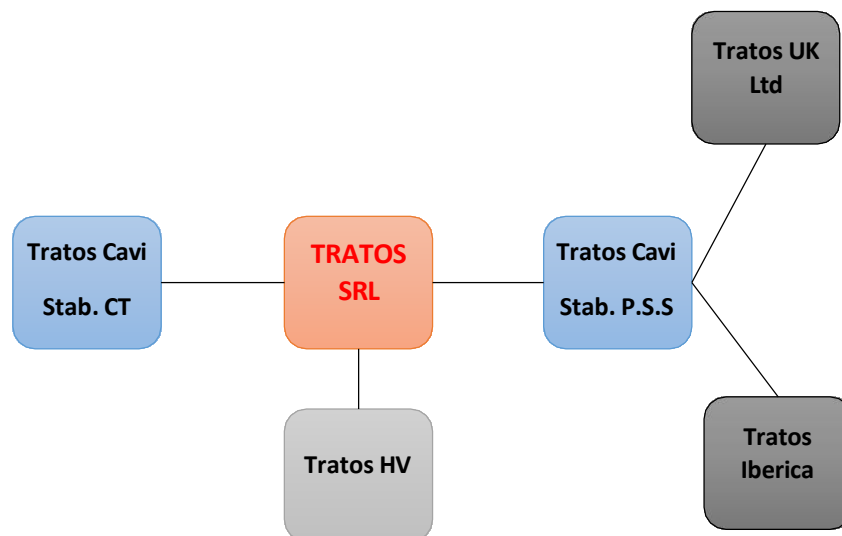 Tratos UK
Ltd
Tratos Cavi
Stab. CT
TRATOS
SRL
Tratos Cavi
Stab. P.S.S
Tratos HV
Tratos
Iberica